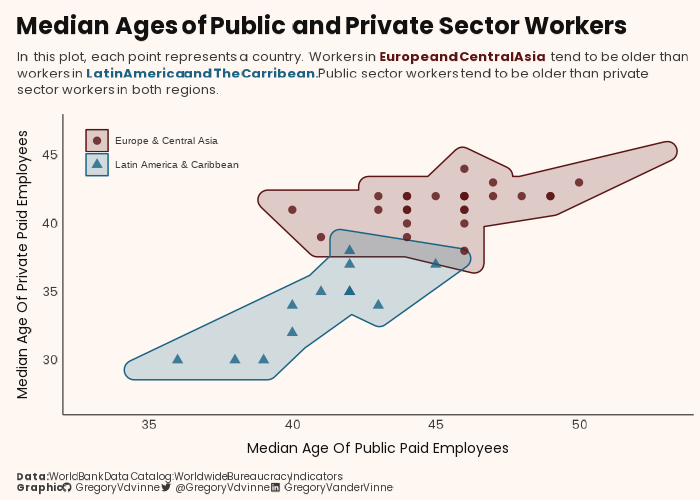 Median Ages of Public and Private Sector Workers
In this plot, each point represents a country. Workers in Europe and Central Asia tend to be older than
workers in Latin America and The Carribean. Public sector workers tend to be older than private
sector workers in both regions.
Europe & Central Asia
Latin America & Caribbean
Median Age Of Private Paid Employees
45
40
35
30
35 40 45 50
Median Age Of Public Paid Employees
Data: World Bank Data Catalog: Worldwide Bureaucracy Indicators
Graphic: GregoryVdvinne @GregoryVdvinne GregoryVanderVinne